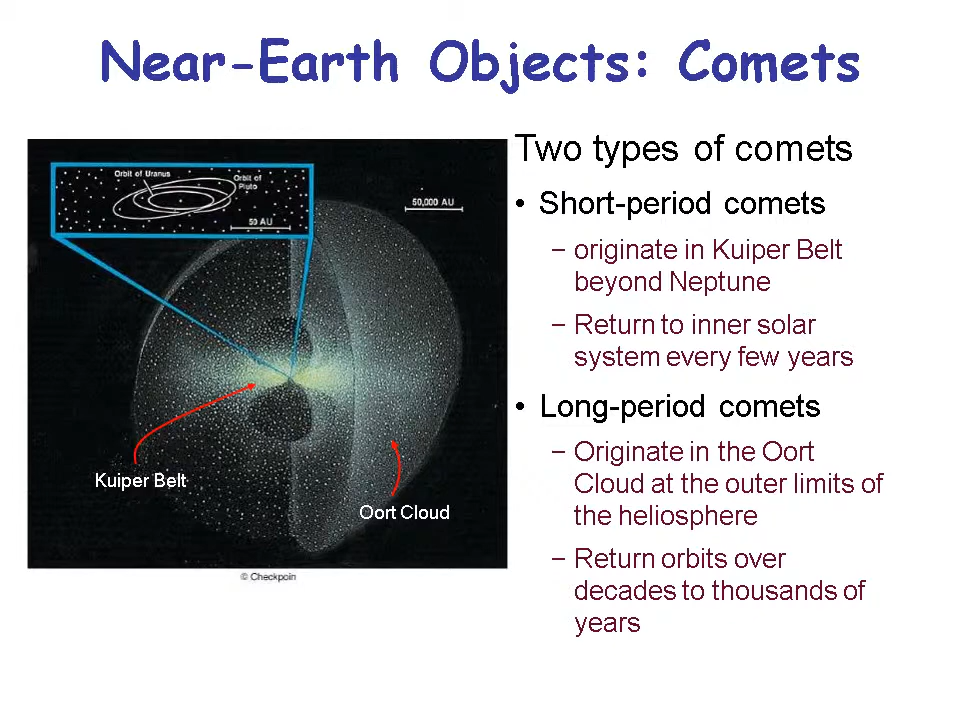 Near-Earth Objects: Comets
Orbit of Uranus
Orbit of
Pluto
50 AU
50,000 AU
Kuiper Belt
Oort Cloud
© Checkpoin
Two types of comets
• Short-period comets
– originate in Kuiper Belt
beyond Neptune
– Return to inner solar
system every few years
• Long-period comets
– Originate in the Oort
Cloud at the outer limits of
the heliosphere
– Return orbits over
decades to thousands of
years